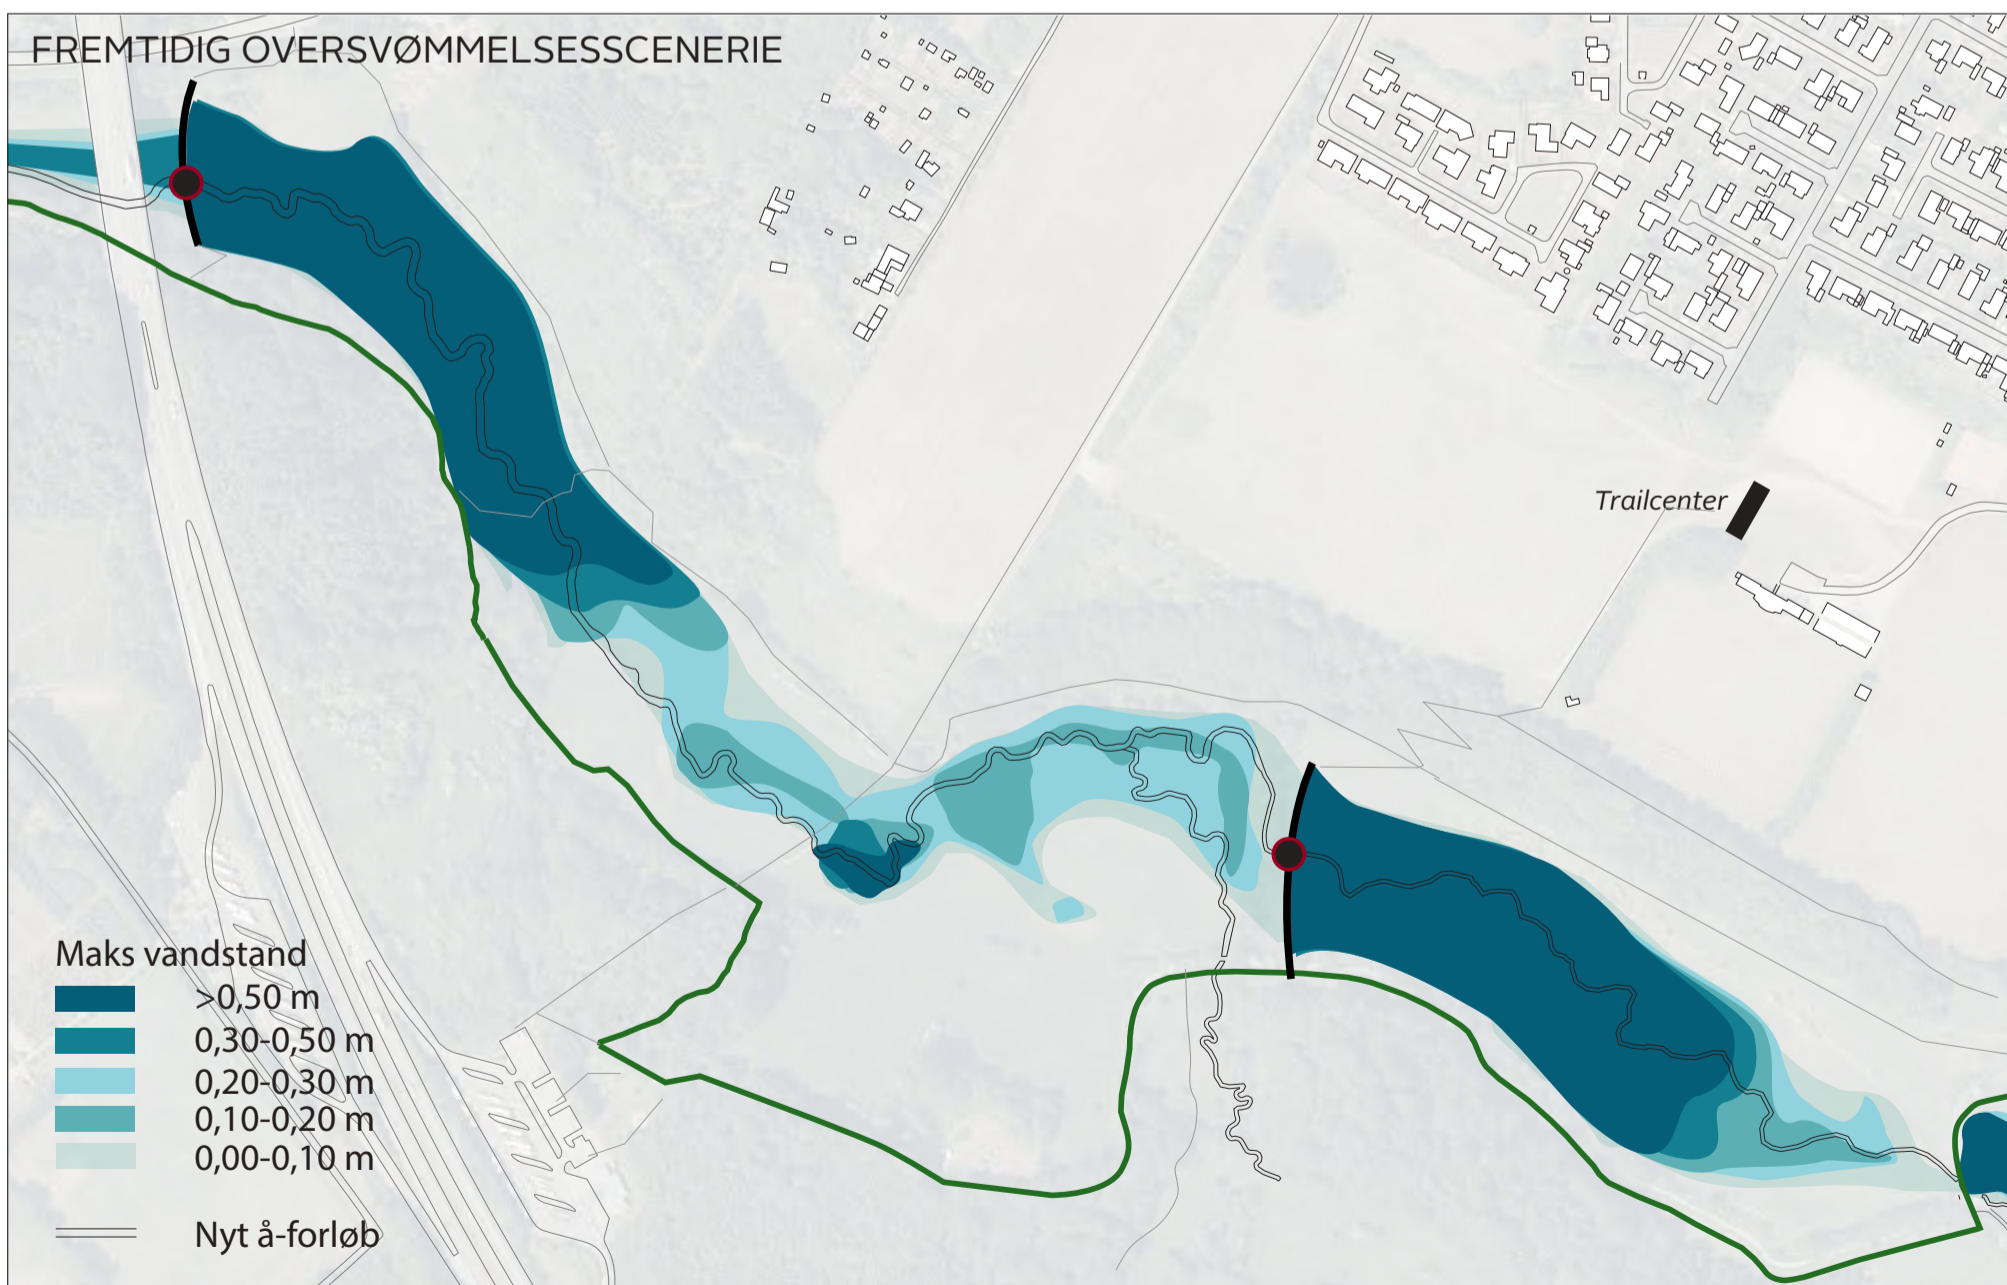 FREMTIDIG OVERSVØMMELSESSCENERIE
Trailcenter
Maks vandstand
>0,50 m
0,30-0,50 m
0,20-0,30 m
0,10-0,20 m
0,00-0,10 m
Nyt å-forløb